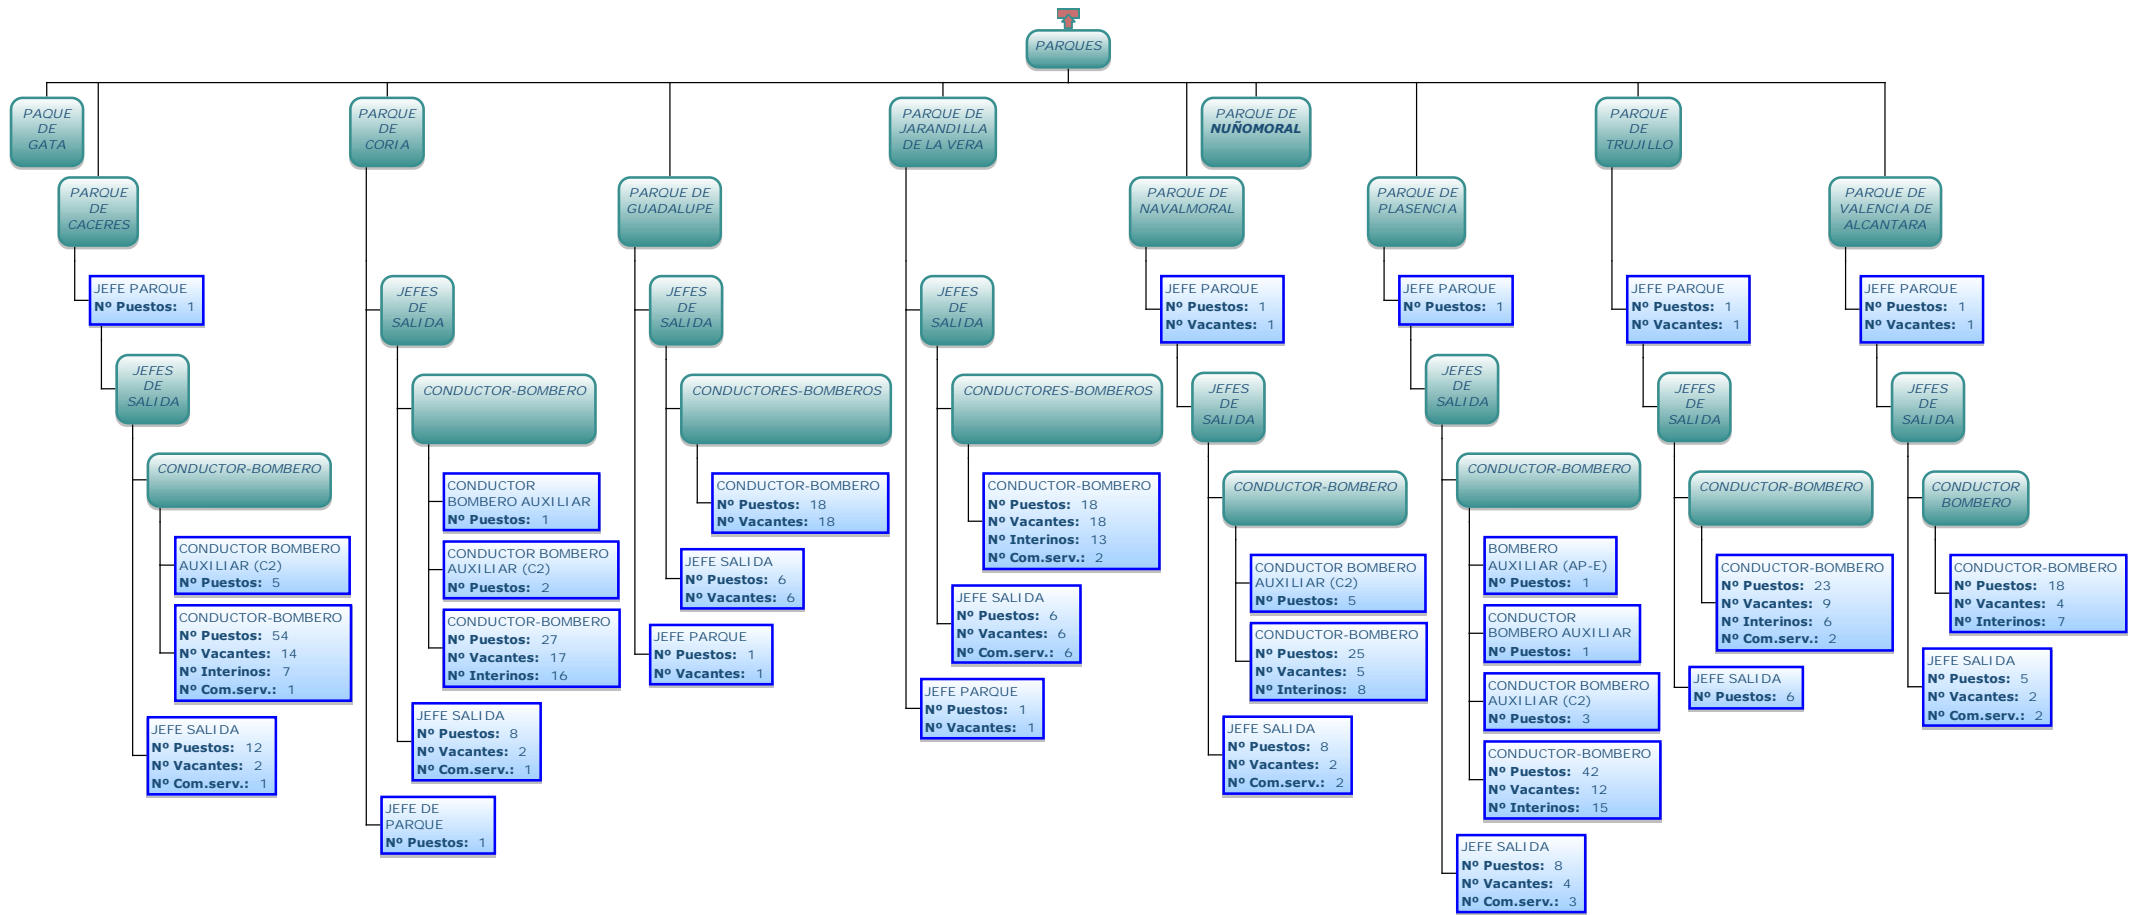 PARQUES
PAQUE
DE
GATA
PARQUE
DE
CACERES
JEFE PARQUE
Nº Puestos: 1
JEFES
DE
SALIDA
CONDUCTOR-BOMBERO
CONDUCTOR BOMBERO
AUXILIAR (C2)
Nº Puestos: 5
CONDUCTOR-BOMBERO
Nº Puestos: 54
Nº Vacantes: 14
Nº Interinos: 7
Nº Com.serv.: 1
JEFE SALIDA
Nº Puestos: 12
Nº Vacantes: 2
Nº Com.serv.: 1
PARQUE
DE
CORIA
JEFES
DE
SALIDA
CONDUCTOR-BOMBERO
CONDUCTOR
BOMBERO AUXILIAR
Nº Puestos: 1
CONDUCTOR BOMBERO
AUXILIAR (C2)
Nº Puestos: 2
CONDUCTOR-BOMBERO
Nº Puestos: 27
Nº Vacantes: 17
Nº Interinos: 16
JEFE SALIDA
Nº Puestos: 8
Nº Vacantes: 2
Nº Com.serv.: 1
JEFE DE
PARQUE
Nº Puestos: 1
PARQUE DE
GUADALUPE
JEFES
DE
SALIDA
CONDUCTORES-BOMBEROS
CONDUCTOR-BOMBERO
Nº Puestos: 18
Nº Vacantes: 18
JEFE SALIDA
Nº Puestos: 6
Nº Vacantes: 6
JEFE PARQUE
Nº Puestos: 1
Nº Vacantes: 1
PARQUE DE
JARANDILLA
DE LA VERA
JEFES
DE
SALIDA
CONDUCTORES-BOMBEROS
CONDUCTOR-BOMBERO
Nº Puestos: 18
Nº Vacantes: 18
Nº Interinos: 13
Nº Com.serv.: 2
JEFE SALIDA
Nº Puestos: 6
Nº Vacantes: 6
Nº Com.serv.: 6
JEFE PARQUE
Nº Puestos: 1
Nº Vacantes: 1
PARQUE DE
NAVALMORAL
JEFE PARQUE
Nº Puestos: 1
Nº Vacantes: 1
JEFES
DE
SALIDA
CONDUCTOR-BOMBERO
CONDUCTOR BOMBERO
AUXILIAR (C2)
Nº Puestos: 5
CONDUCTOR-BOMBERO
Nº Puestos: 25
Nº Vacantes: 5
Nº Interinos: 8
JEFE SALIDA
Nº Puestos: 8
Nº Vacantes: 2
Nº Com.serv.: 2
PARQUE DE
NUÑOMORAL
PARQUE DE
PLASENCIA
JEFE PARQUE
Nº Puestos: 1
JEFES
DE
SALIDA
CONDUCTOR-BOMBERO
BOMBERO
AUXILIAR (AP-E)
Nº Puestos: 1
CONDUCTOR
BOMBERO AUXILIAR
Nº Puestos: 1
CONDUCTOR BOMBERO
AUXILIAR (C2)
Nº Puestos: 3
CONDUCTOR-BOMBERO
Nº Puestos: 42
Nº Vacantes: 12
Nº Interinos: 15
JEFE SALIDA
Nº Puestos: 8
Nº Vacantes: 4
Nº Com.serv.: 3
PARQUE
DE
TRUJILLO
JEFE PARQUE
Nº Puestos: 1
Nº Vacantes: 1
JEFES
DE
SALIDA
CONDUCTOR-BOMBERO
CONDUCTOR-BOMBERO
Nº Puestos: 23
Nº Vacantes: 9
Nº Interinos: 6
Nº Com.serv.: 2
JEFE SALIDA
Nº Puestos: 6
PARQUE DE
VALENCIA DE
ALCANTARA
JEFE PARQUE
Nº Puestos: 1
Nº Vacantes: 1
JEFES
DE
SALIDA
CONDUCTOR
BOMBERO
CONDUCTOR-BOMBERO
Nº Puestos: 18
Nº Vacantes: 4
Nº Interinos: 7
JEFE SALIDA
Nº Puestos: 5
Nº Vacantes: 2
Nº Com.serv.: 2